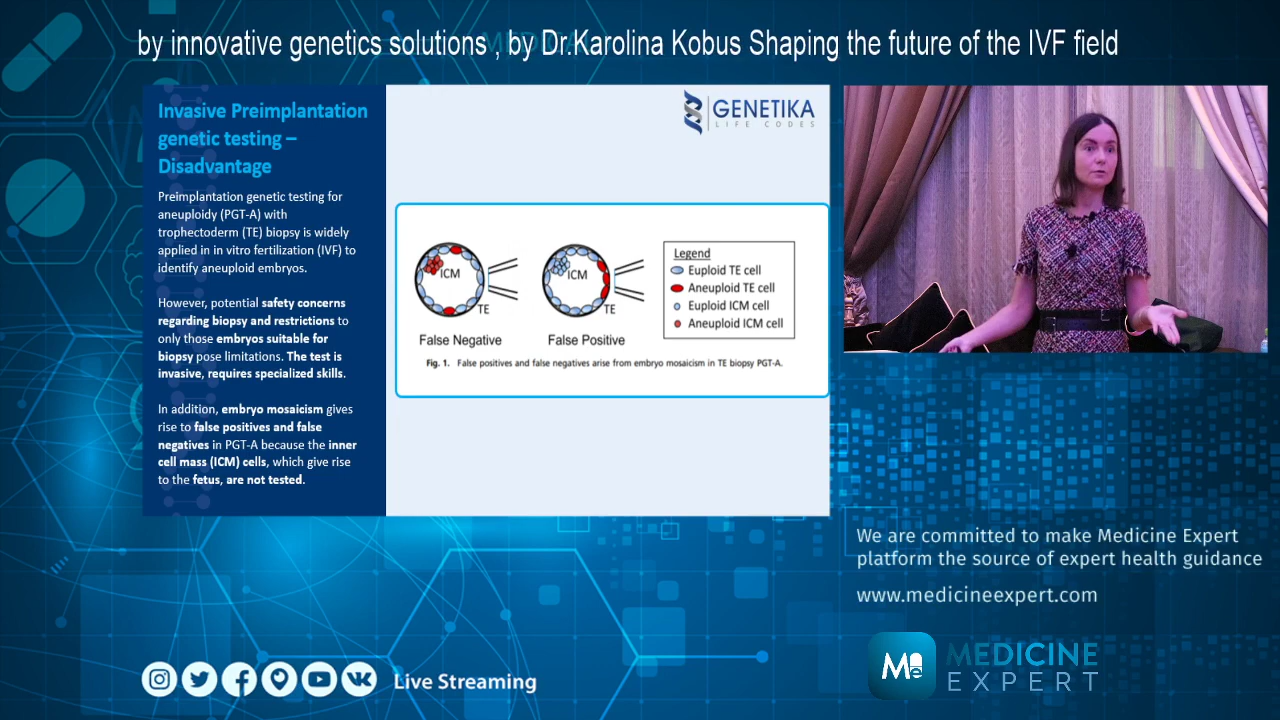 by innovative genetics solutions , by Dr.Karolina Kobus Shaping the future of the IVF field
Invasive Preimplantation
genetic testing –
Disadvantage
Preimplantation genetic testing for
aneuploidy (PGT-A) with
trophectoderm (TE) biopsy is widely
applied in in vitro fertilization (IVF) to
identify aneuploid embryos.
However, potential safety concerns
regarding biopsy and restrictions to
only those embryos suitable for
biopsy pose limitations. The test is
invasive, requires specialized skills.
In addition, embryo mosaicism gives
rise to false positives and false
negatives in PGT-A because the inner
cell mass (ICM) cells, which give rise
to the fetus, are not tested.
GENETIKA
LIFE CODES
ICM
TE
False Negative
ICM
TE
False Positive
Legend
Euploid TE cell
Aneuploid TE cell
Euploid ICM cell
Aneuploid ICM cell
Fig. 1. False positives and false negatives arise from embryo mosaicism in TE biopsy PGT-A.
We are committed to make Medicine Expert
platform the source of expert health guidance
www.medicineexpert.com
Me
MEDICINE
EXPERT
Live Streaming